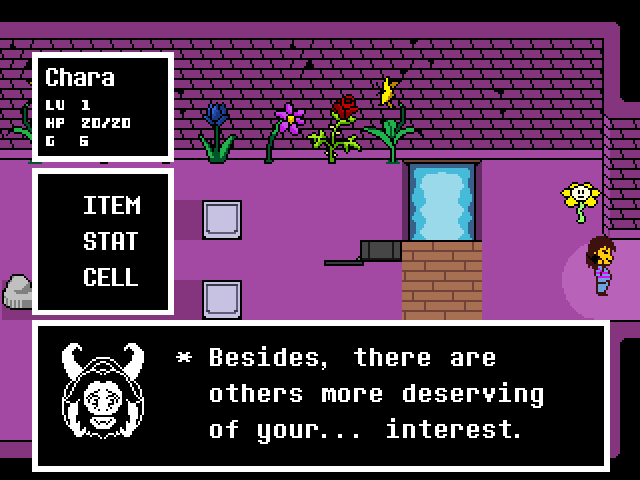 Chara
LV 1
HP 20/20
G 6
ITEM
STAT
CELL
* Besides, there are
others more deserving
of your... interest.